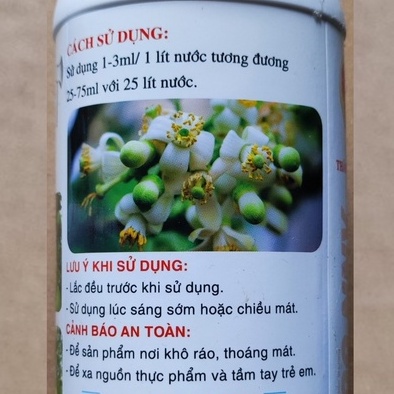 CÁCH SỬ DỤNG:
Sử dụng 1-3ml/ 1 lít nước tương đương
25-75ml với 25 lít nước.
LƯU Ý KHI SỬ DỤNG:
-Lắc đều trước khi sử dụng.
-Sử dụng lúc sáng sớm hoặc chiều mát.
CẢNH BÁO AN TOÀN:
-Để sản phẩm nơi khô ráo, thoáng mát.
-Để xa nguồn thực phẩm và tầm tay trẻ em.